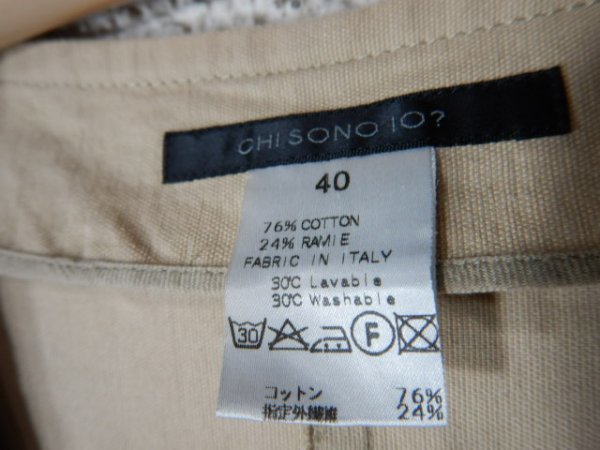 CHI SONO IO?
40
76% COTTON
24% RAMIE
FABRIC IN ITALY
30℃ Lavable
30℃ Washable
30 F
コットン 76%
指定外繊維 24%